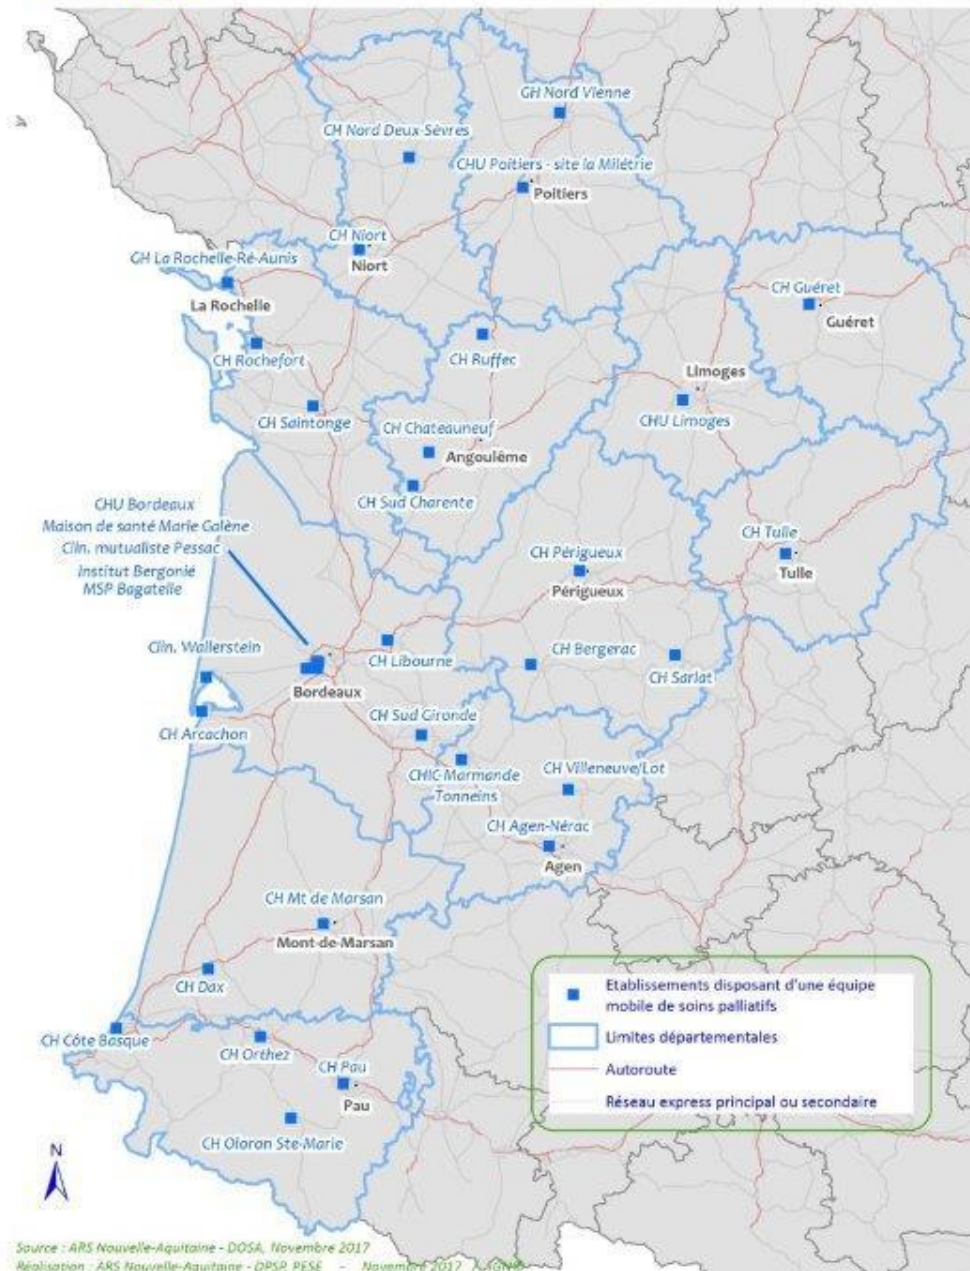 GH Nord Vienne
CH Nord Deux-Sèvres
CHU Poitiers - site la Milétrie
Poitiers
CH Niort
Niort
GH La Rochelle-Ré-Aunis
La Rochelle
CH Guéret
Guéret
CH Rochefort
CH Ruffec
Limoges
CHU Limoges
CH Saintonge
CH Chateauneuf
Angoulême
CH Sud Charente
CHU Bordeaux
Maison de santé Marie Galène
Clin. mutualiste Pessac
Institut Bergonié
MSP Bagatelle
CH Périgueux
Périgueux
CH Tulle
Tulle
Clin. Wallerstein
CH Libourne
CH Bergerac
CH Sarlat
Bordeaux
CH Arcachon
CH Sud Gironde
CHIC Marmande
Tonneins
CH Villeneuve/Lot
CH Agen-Nérac
Agen
CH Mt de Marsan
Mont-de-Marsan
CH Dax
CH Côte Basque
CH Orthez
CH Pau
Pau
CH Oloron Ste-Marie
Etablissements disposant d'une équipe
mobile de soins palliatifs
Limites départementales
Autoroute
Réseau express principal ou secondaire
N
Source : ARS Nouvelle-Aquitaine - DOSA, Novembre 2017
Réalisation : ARS Nouvelle-Aquitaine - DPSP, PESE - Novembre 2017